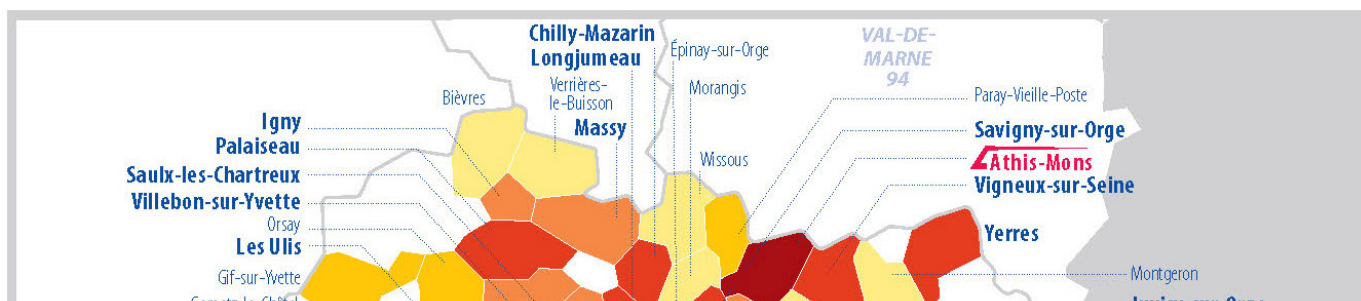 Chilly-Mazarin
Longjumeau
Épinay-sur-Orge
VAL-DE-
MARNE
94
Bièvres
Verrières-
le-Buisson
Morangis
Paray-Vieille-Poste
Igny
Massy
Savigny-sur-Orge
Palaiseau
Wissous
Athis-Mons
Saulx-les-Chartreux
Vigneux-sur-Seine
Villebon-sur-Yvette
Orsay
Yerres
Les Ulis
Gif-sur-Yvette
Montgeron